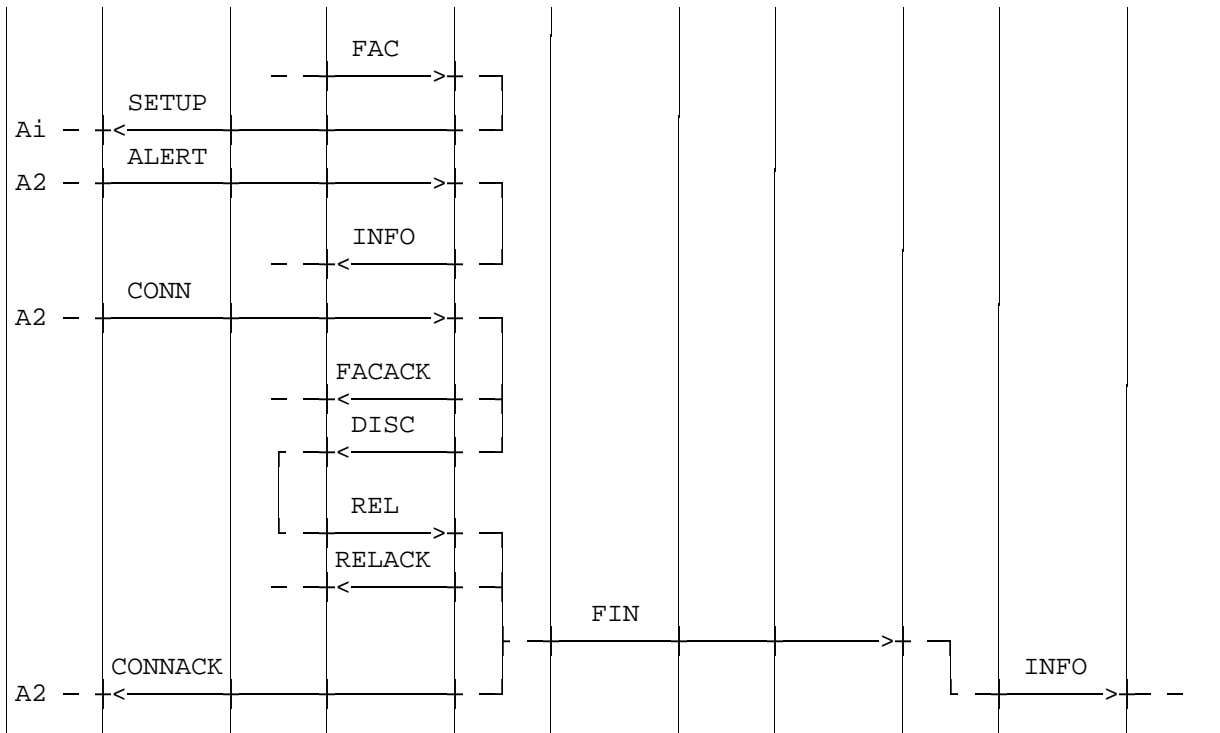 FAC
SETUP
Ai
ALERT
A2
INFO
CONN
A2
FACACK
DISC
REL
RELACK
FIN
CONNACK INFO
A2